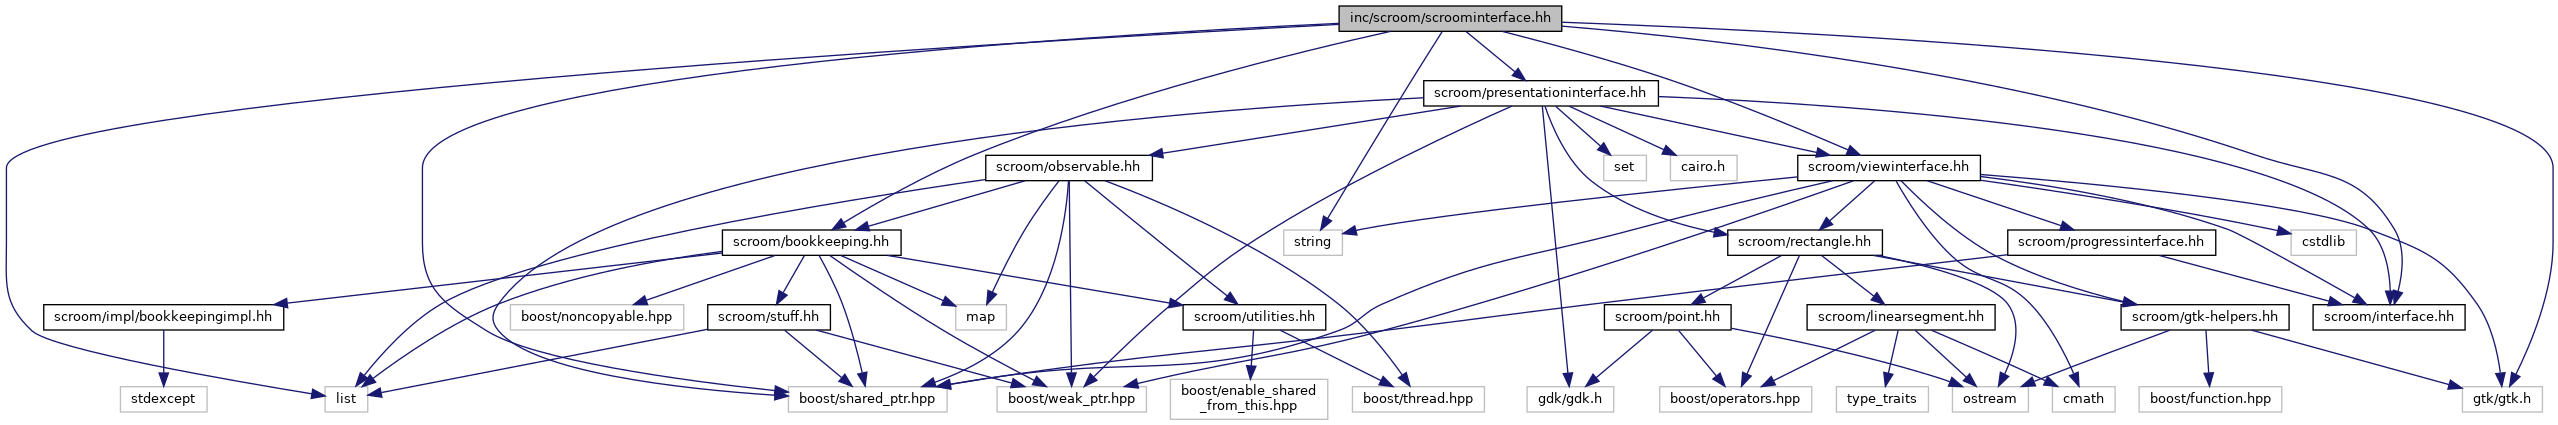 inc/scroom/scroominterface.hh
scroom/presentationinterface.hh
scroom/observable.hh
set
cairo.h
scroom/viewinterface.hh
scroom/bookkeeping.hh
string
scroom/rectangle.hh
scroom/progressinterface.hh
cstdlib
scroom/impl/bookkeepingimpl.hh
boost/noncopyable.hpp
scroom/stuff.hh
map
scroom/utilities.hh
scroom/point.hh
scroom/linearsegment.hh
scroom/gtk-helpers.hh
scroom/interface.hh
stdexcept
list
boost/shared_ptr.hpp
boost/weak_ptr.hpp
boost/enable_shared
_from_this.hpp
boost/thread.hpp
gdk/gdk.h
boost/operators.hpp
type_traits
ostream
cmath
boost/function.hpp
gtk/gtk.h